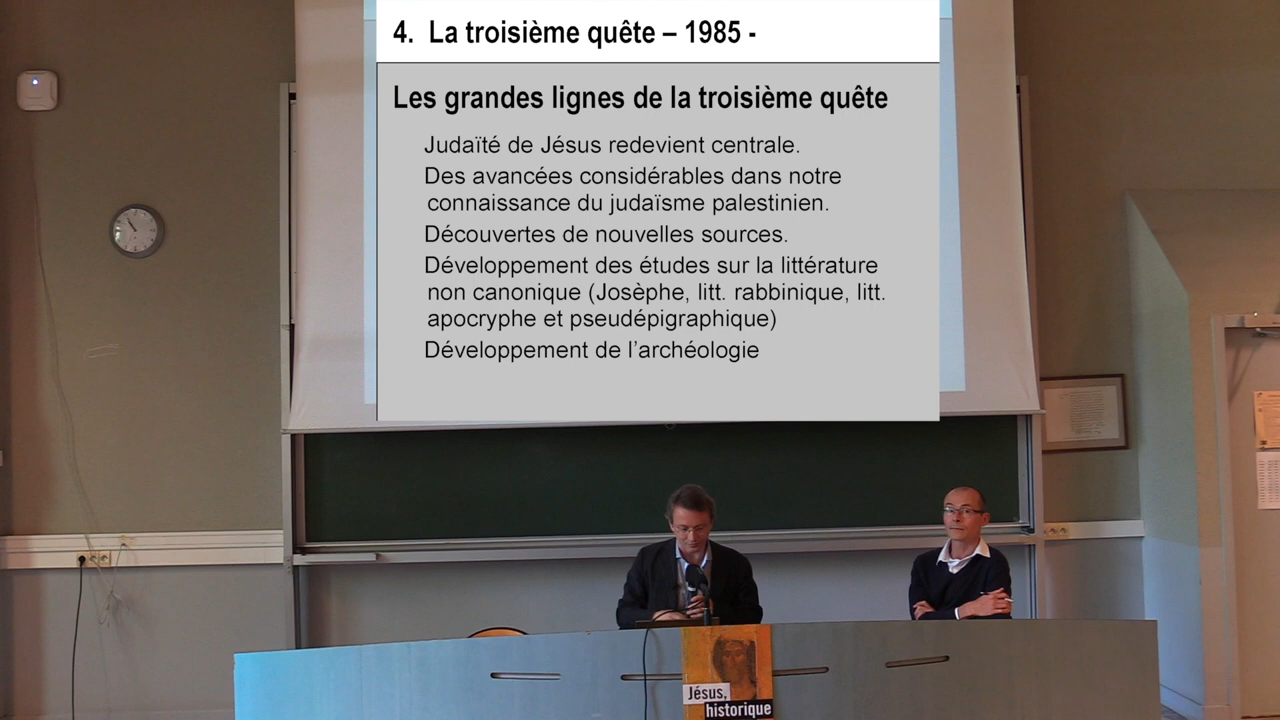 4. La troisième quête – 1985 -
Les grandes lignes de la troisième quête
Judaïté de Jésus redevient centrale.
Des avancées considérables dans notre
connaissance du judaïsme palestinien.
Découvertes de nouvelles sources.
Développement des études sur la littérature
non canonique (Josèphe, litt. rabbinique, litt.
apocryphe et pseudépigraphique)
Développement de l’archéologie
Jésus,
historique